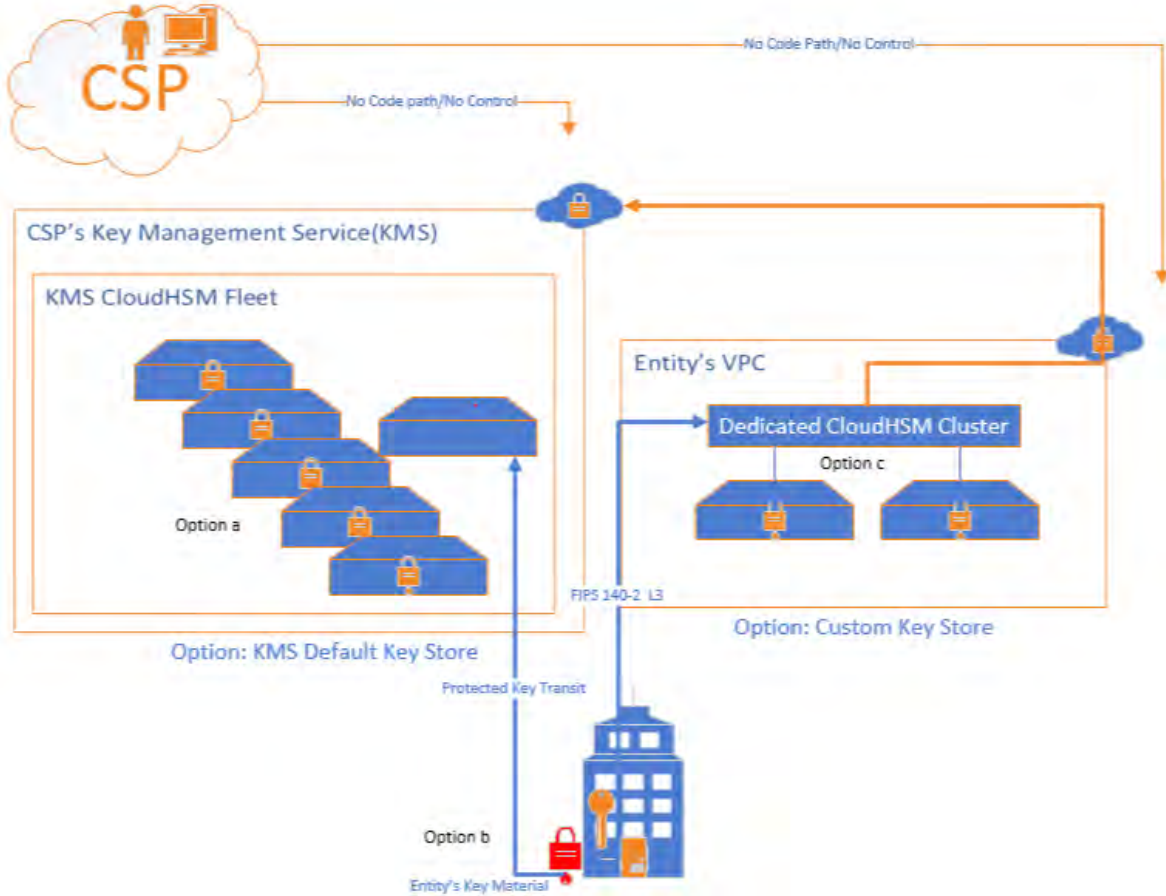 CSP
No Code Path/No Control
No Code path/No Control
CSP's Key Management Service(KMS)
KMS CloudHSM Fleet
Entity's VPC
Dedicated CloudHSM Cluster
Option c
Option a
FIPS 140-2 L3
Option: Custom Key Store
Option: KMS Default Key Store
Protected Key Transit
Option b
Entity's Key Material